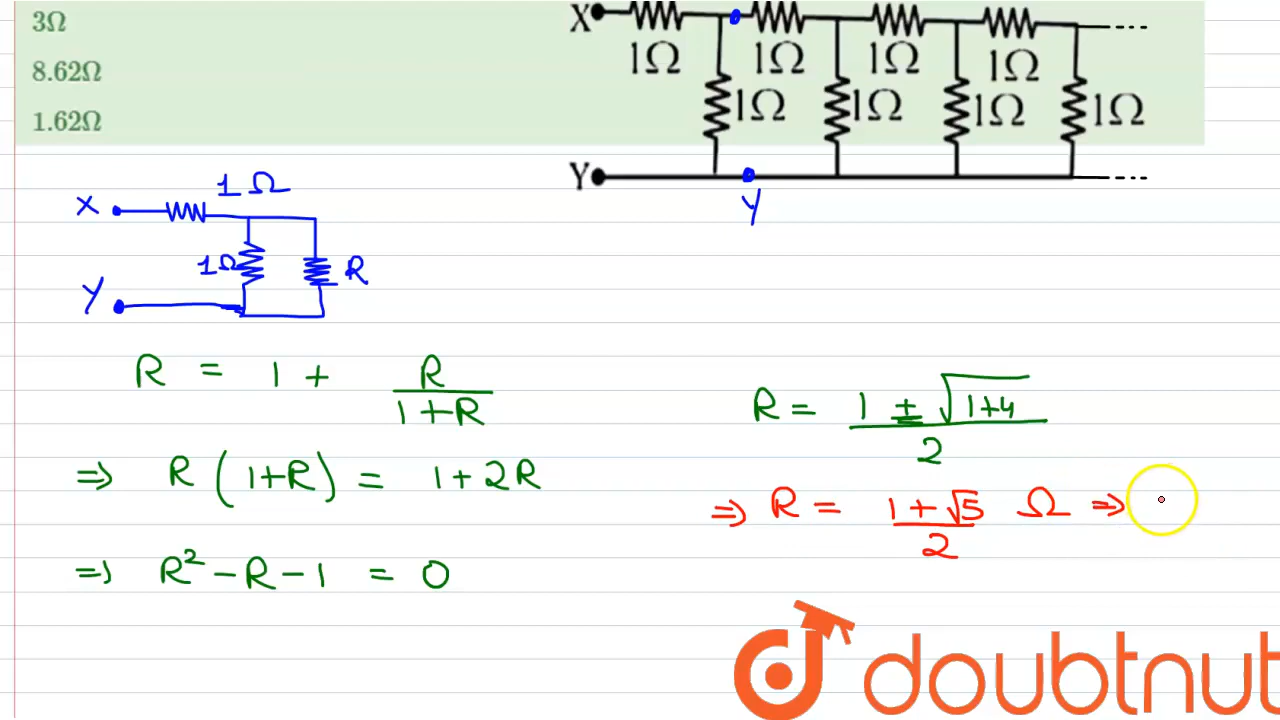 3Ω
8.62Ω
1.62Ω
X
1Ω 1Ω 1Ω 1Ω
1Ω 1Ω 1Ω 1Ω
Y
Y
1 Ω
X
1Ω R
Y
R = 1 + R/(1+R)
⇒ R (1+R) = 1+2R
⇒ R² - R - 1 = 0
R = (1 ± √(1+4))/2
⇒ R = (1+√5)/2 Ω ⇒
doubtnut